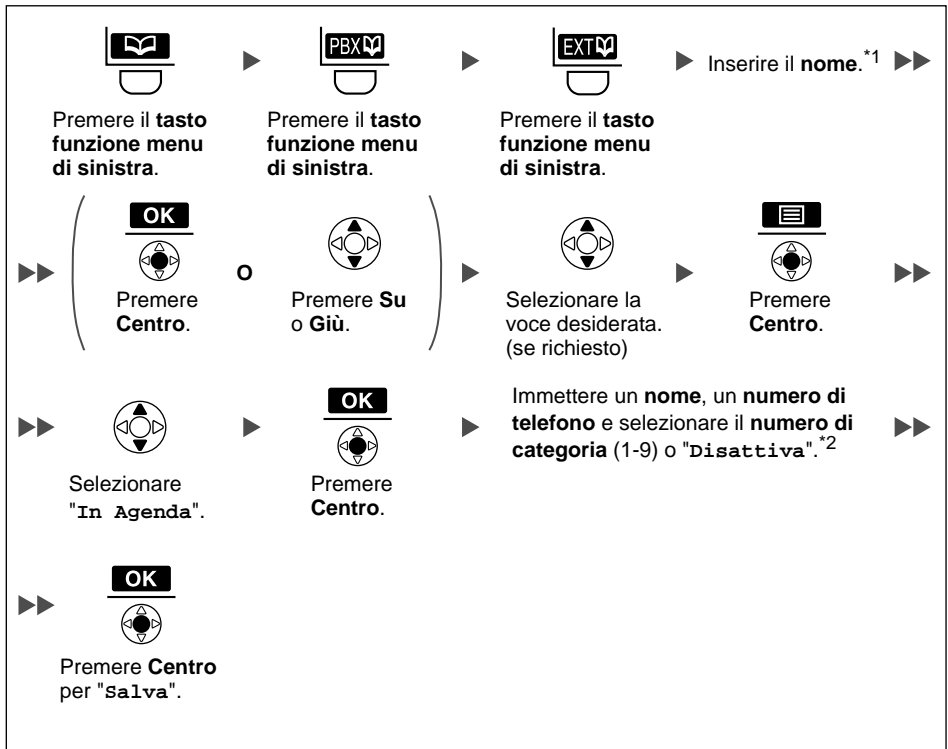 PBX
EXT
Inserire il nome.*1
Premere il tasto
funzione menu
di sinistra.
Premere il tasto
funzione menu
di sinistra.
Premere il tasto
funzione menu
di sinistra.
OK
Premere
Centro.
O
Premere Su
o Giù.
Selezionare la
voce desiderata.
(se richiesto)
Premere
Centro.
Selezionare
"In Agenda".
OK
Premere
Centro.
Immettere un nome, un numero di
telefono e selezionare il numero di
categoria (1-9) o "Disattiva".*2
OK
Premere Centro
per "Salva".